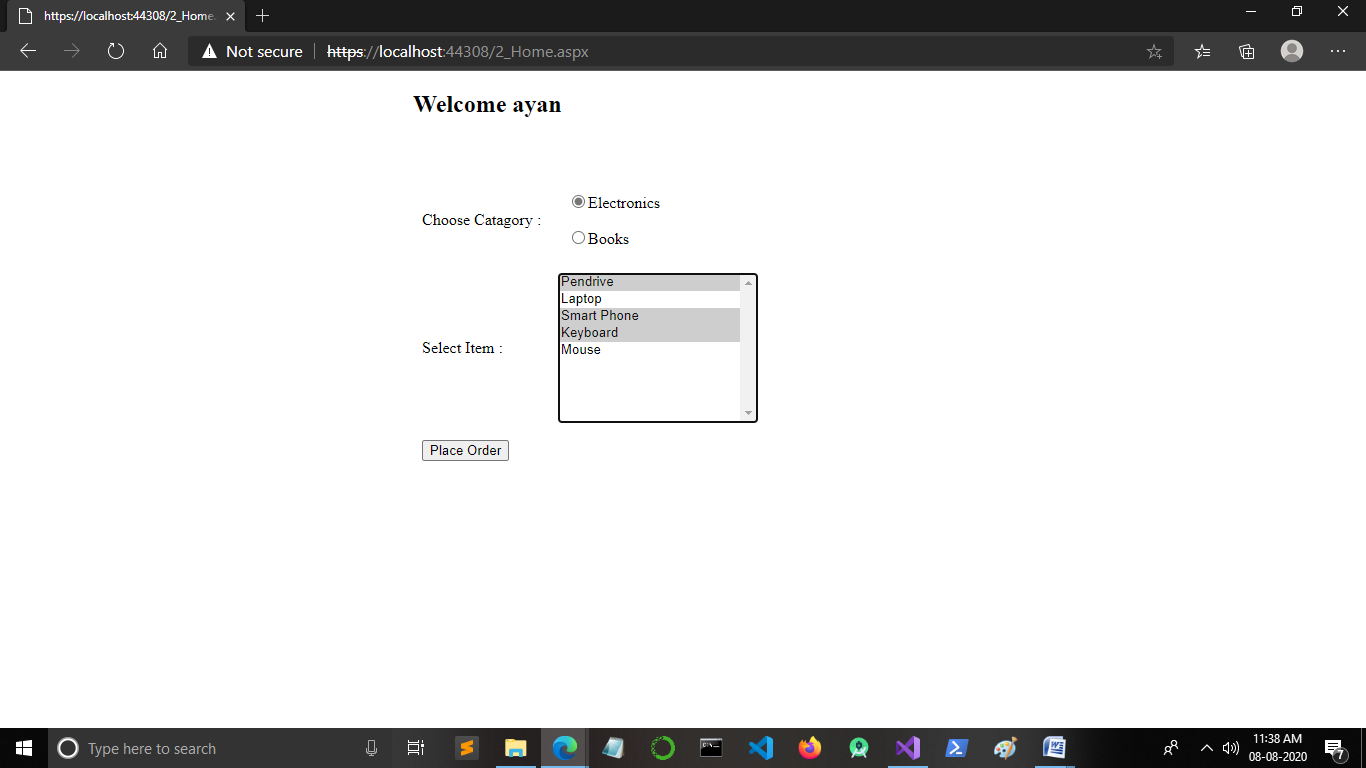 https://localhost:44308/2_Home.
Not secure https://localhost:44308/2_Home.aspx
Welcome ayan
Choose Catagory :
Electronics
Books
Select Item :
Pendrive
Laptop
Smart Phone
Keyboard
Mouse
Place Order
Type here to search
11:38 AM
08-08-2020
7